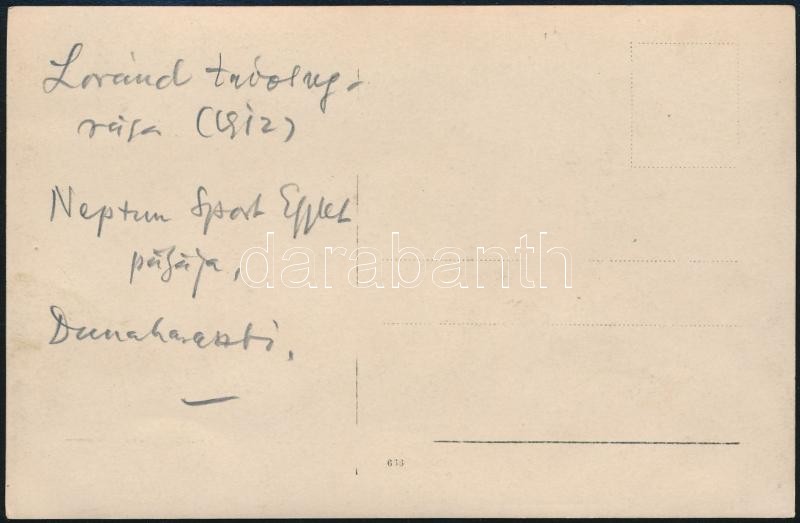 Loránd távolug-
rása (1912)
Neptun Sport Egylet
pályája,
Dunaharaszti,
darabanth
633